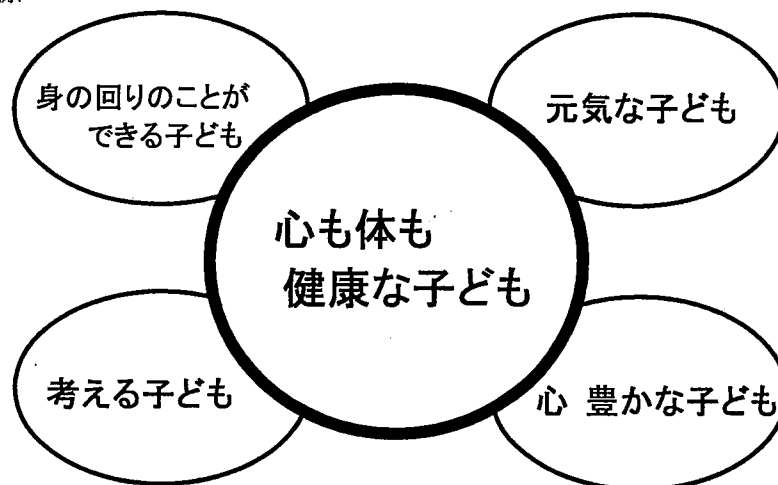 身の回りのことが
できる子ども
元気な子ども
心も体も
健康な子ども
考える子ども
心 豊かな子ども